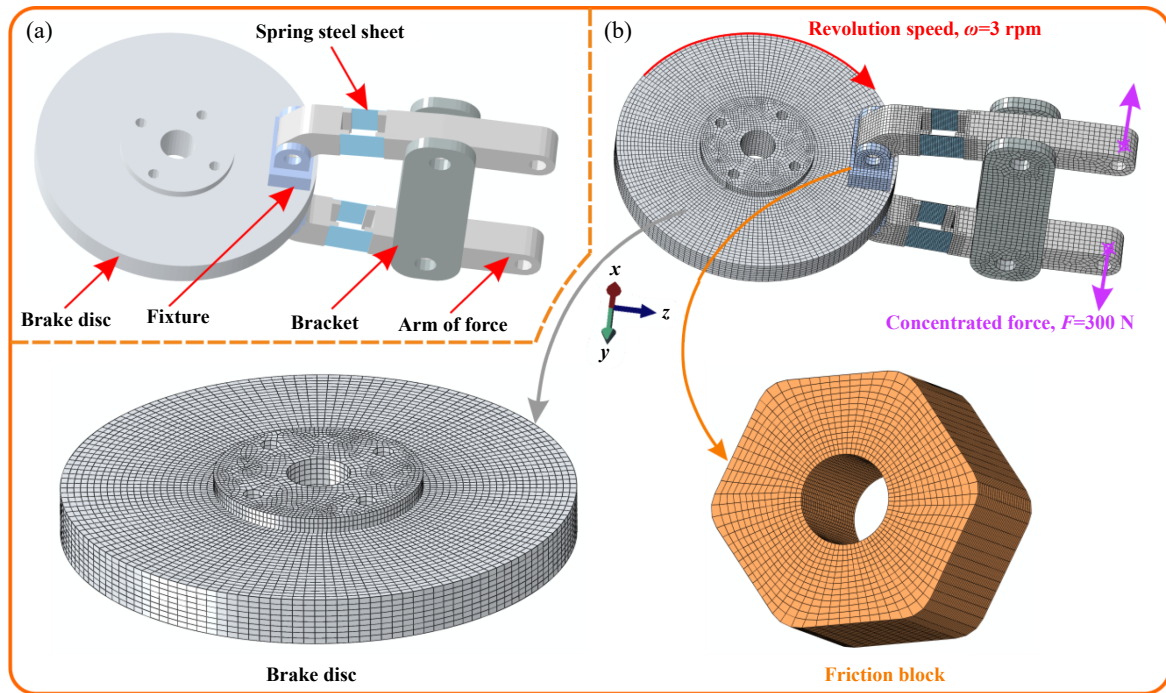 (a)
Spring steel sheet
Brake disc
Fixture
Bracket
Arm of force
(b)
Revolution speed, ω=3 rpm
x
z
y
Concentrated force, F=300 N
Brake disc
Friction block